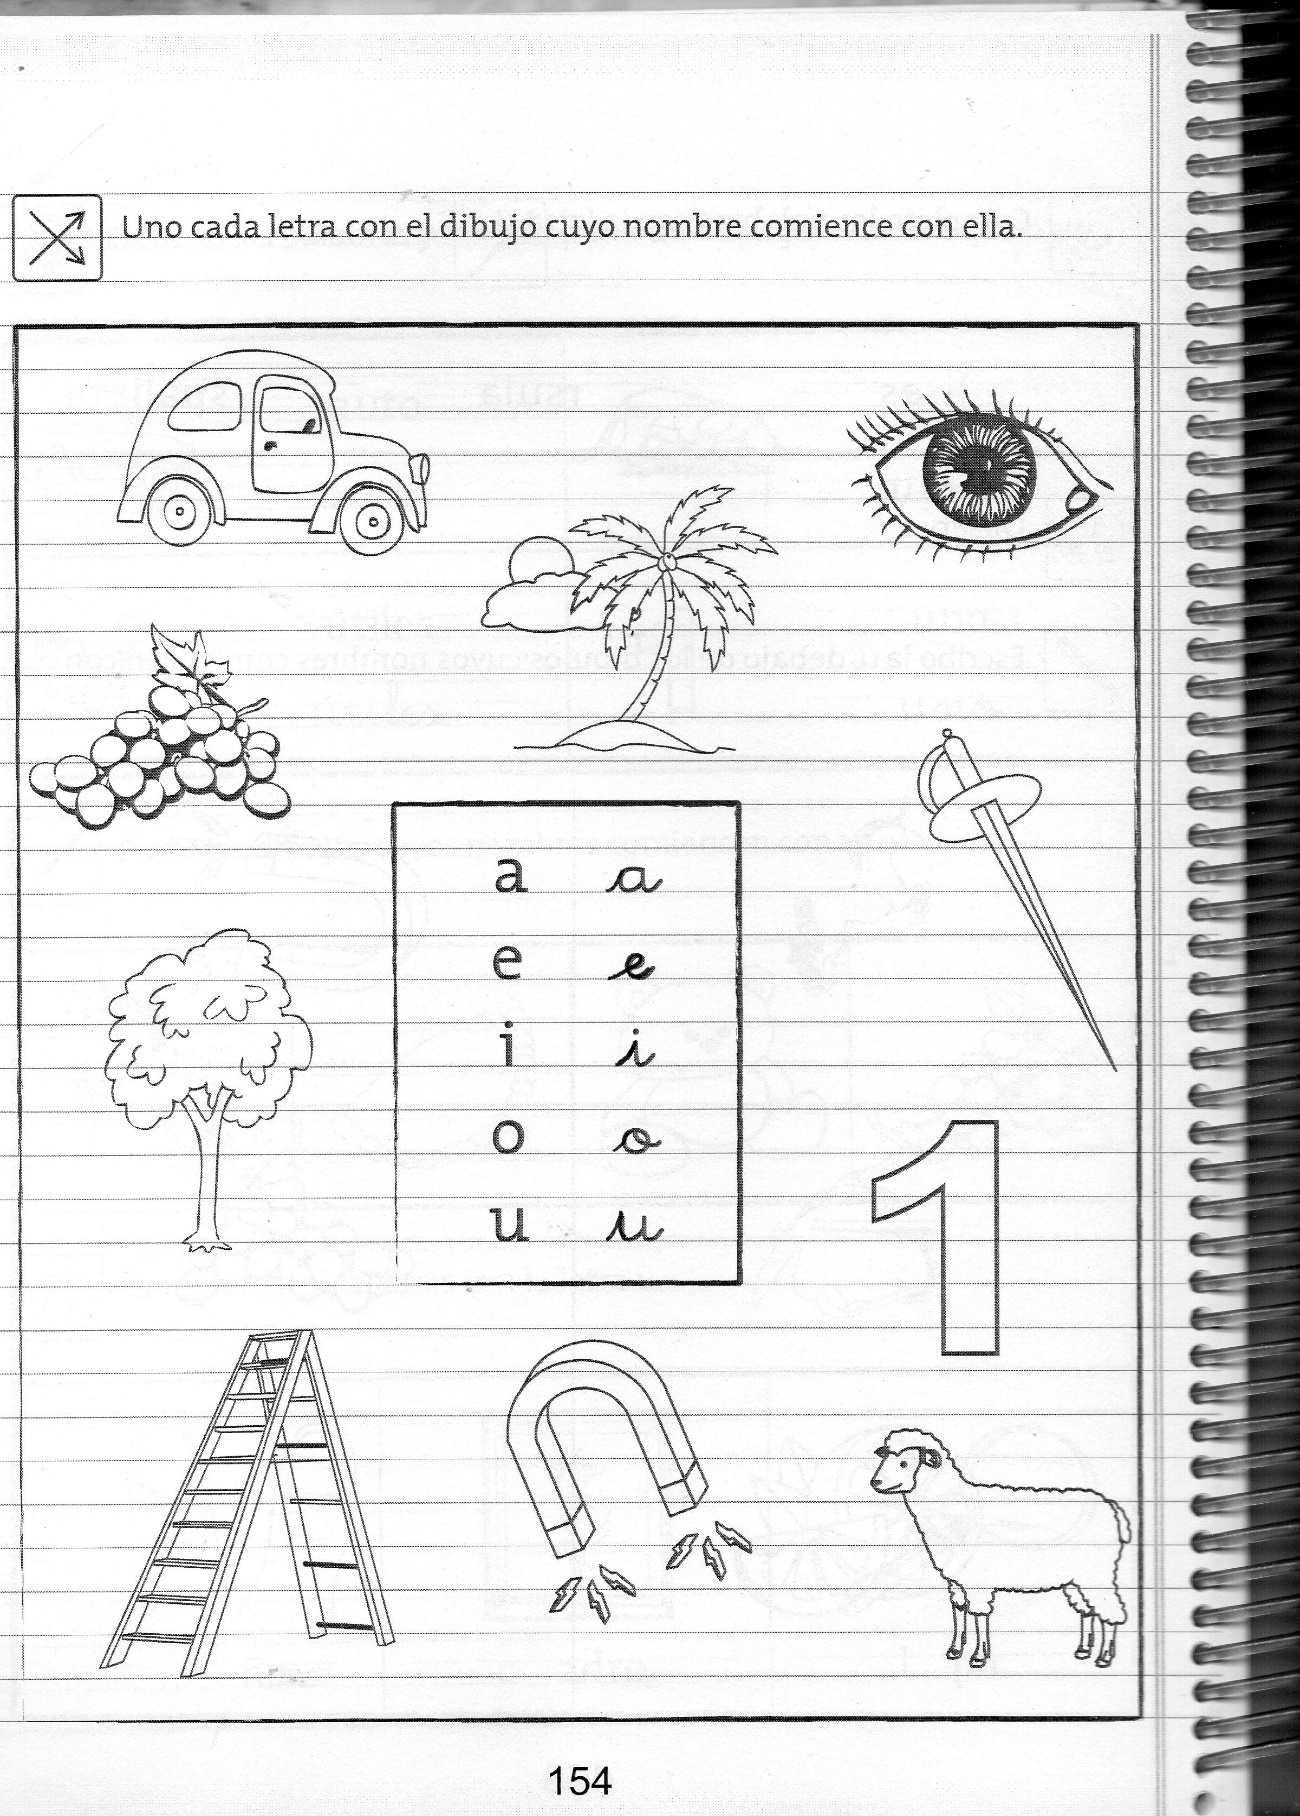 Uno cada letra con el dibujo cuyo nombre comience con ella.
a a
e e
i i
1
o o
u u
154